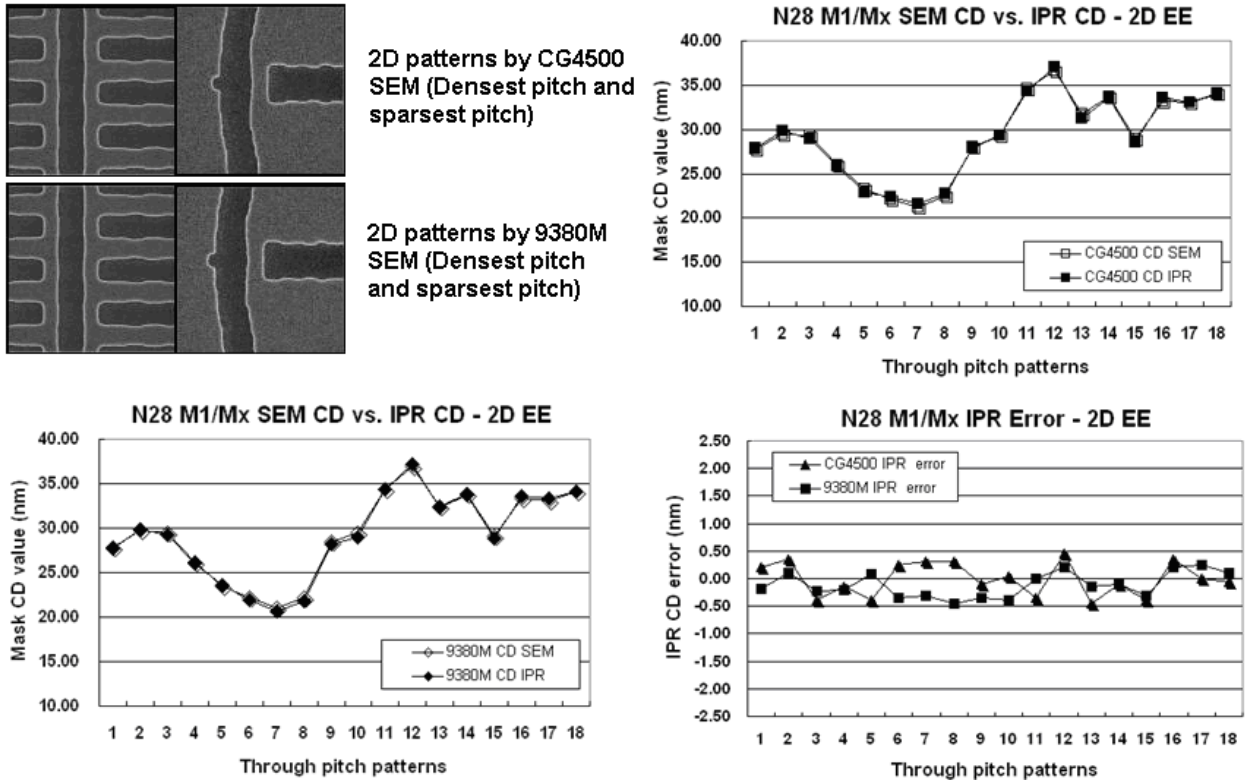 2D patterns by CG4500
SEM (Densest pitch and
sparsest pitch)
2D patterns by 9380M
SEM (Densest pitch
and sparsest pitch)
N28 M1/Mx SEM CD vs. IPR CD - 2D EE
Mask CD value (nm)
40.00
35.00
30.00
25.00
20.00
15.00
10.00
CG4500 CD SEM
CG4500 CD IPR
1 2 3 4 5 6 7 8 9 10 11 12 13 14 15 16 17 18
Through pitch patterns
N28 M1/Mx SEM CD vs. IPR CD - 2D EE
Mask CD value (nm)
40.00
35.00
30.00
25.00
20.00
15.00
10.00
9380M CD SEM
9380M CD IPR
1 2 3 4 5 6 7 8 9 10 11 12 13 14 15 16 17 18
Through pitch patterns
N28 M1/Mx IPR Error - 2D EE
IPR CD error (nm)
2.50
2.00
1.50
1.00
0.50
0.00
-0.50
-1.00
-1.50
-2.00
-2.50
CG4500 IPR error
9380M IPR error
1 2 3 4 5 6 7 8 9 10 11 12 13 14 15 16 17 18
Through pitch patterns